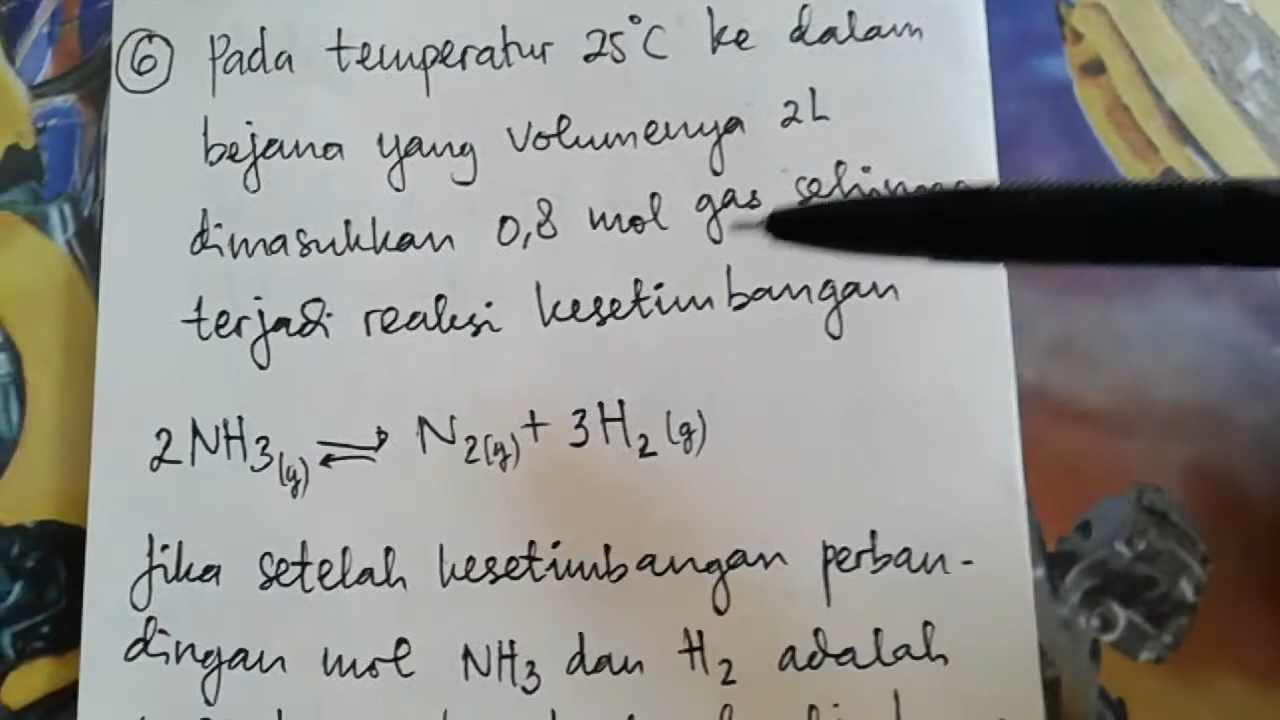 6 Pada temperatur 25°C ke dalam
bejana yang volumenya 2L
dimasukkan 0,8 mol gas sehingga
terjadi reaksi kesetimbangan
2NH₃(g) ⇌ N₂(g) + 3H₂(g)
Jika setelah kesetimbangan perban-
dingan mol NH₃ dan H₂ adalah